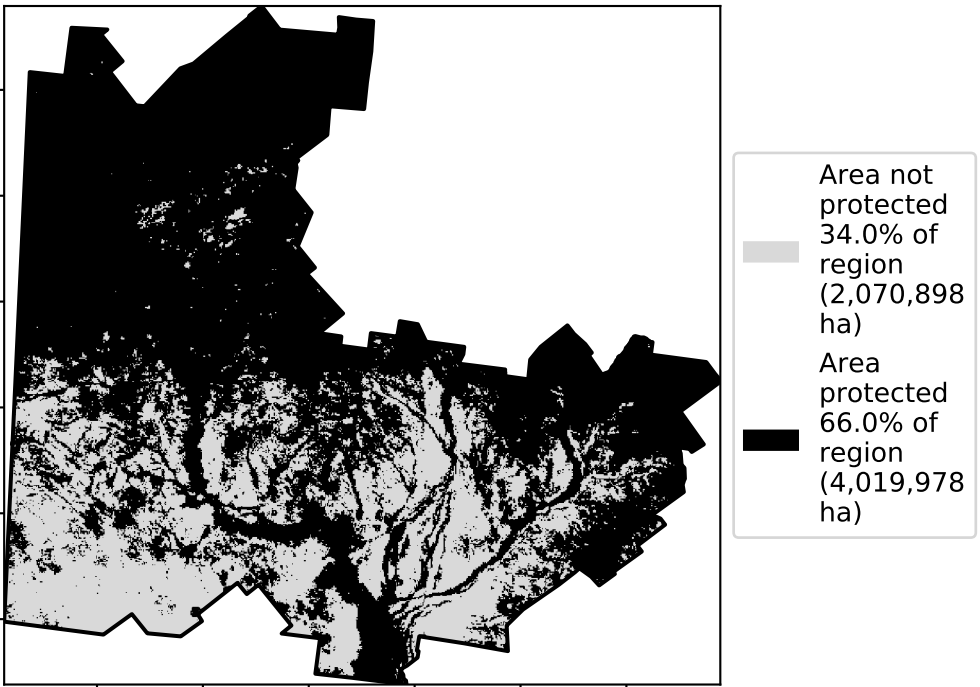 Area not
protected
34.0% of
region
(2,070,898
ha)
Area
protected
66.0% of
region
(4,019,978
ha)